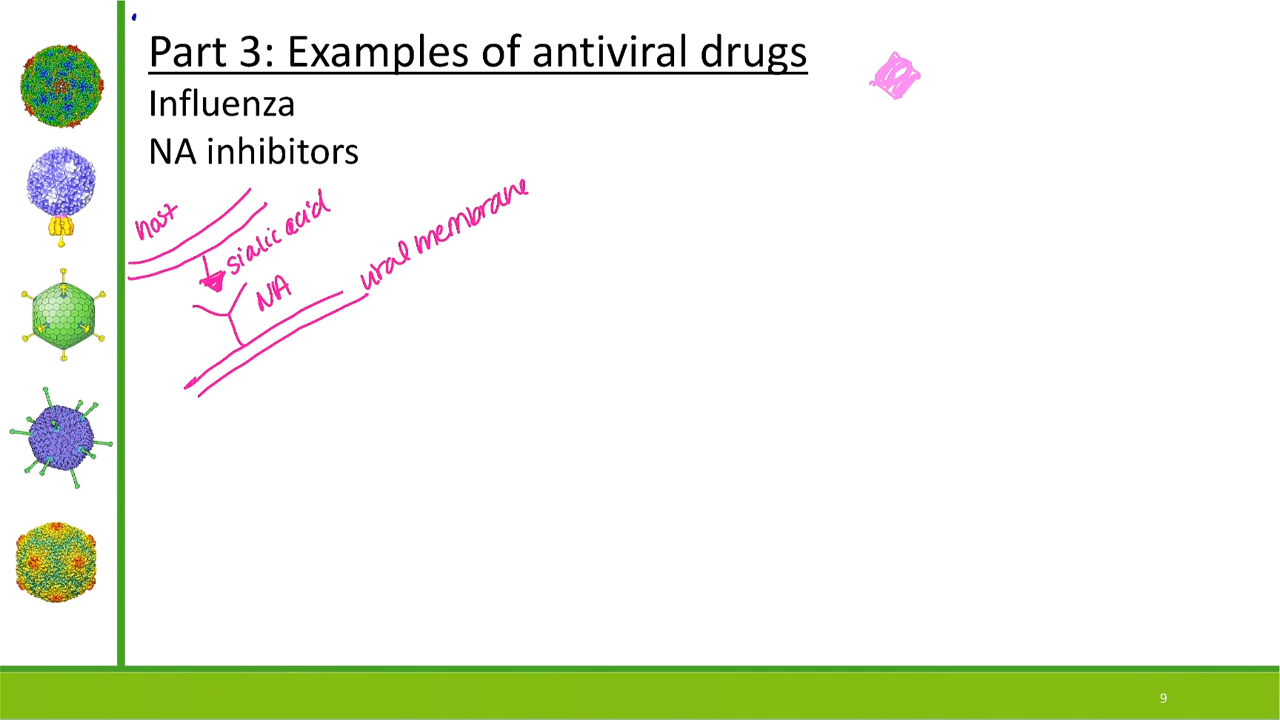 Part 3: Examples of antiviral drugs
Influenza
NA inhibitors
host
sialic acid
NA
viral membrane
9